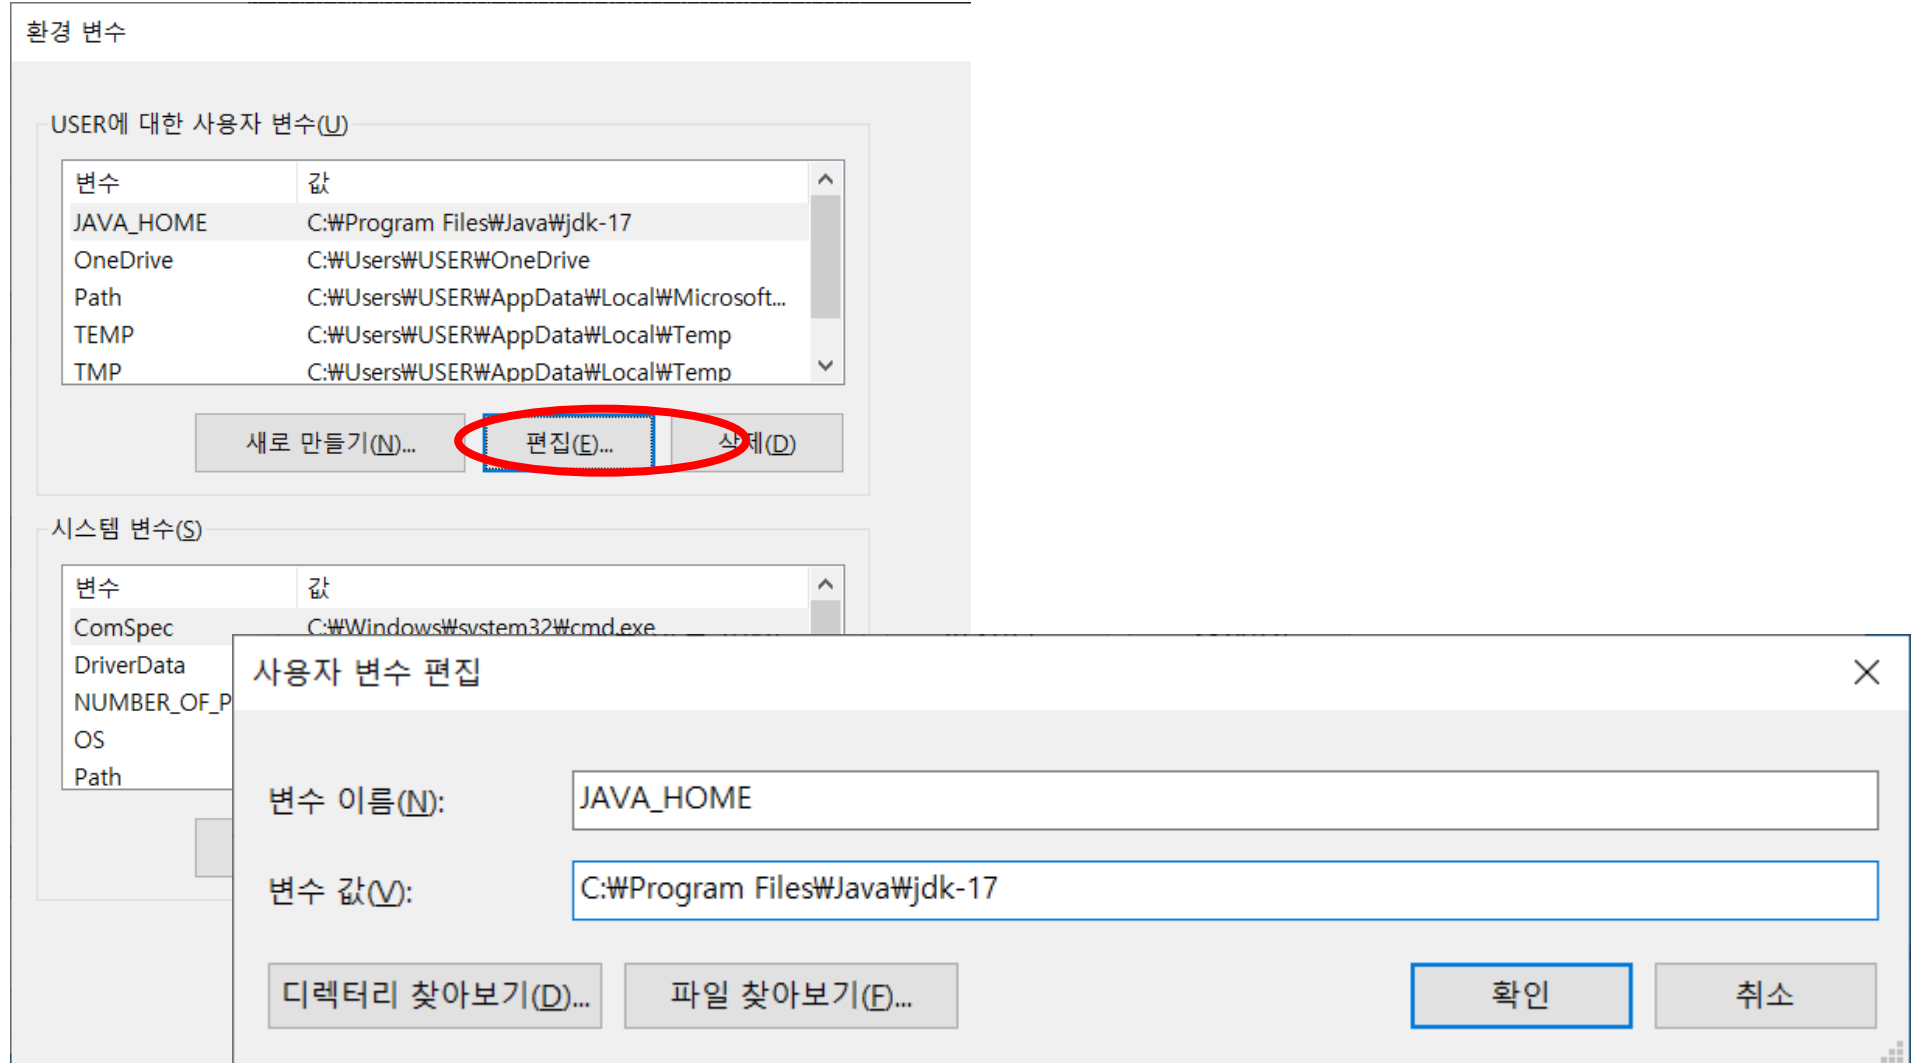 환경 변수
USER에 대한 사용자 변수(U)
변수 값
JAVA_HOME C:₩Program Files₩Java₩jdk-17
OneDrive C:₩Users₩USER₩OneDrive
Path C:₩Users₩USER₩AppData₩Local₩Microsoft...
TEMP C:₩Users₩USER₩AppData₩Local₩Temp
TMP C:₩Users₩USER₩AppData₩Local₩Temp
새로 만들기(N)... 편집(E)... 삭제(D)
시스템 변수(S)
변수 값
ComSpec C:₩Windows₩system32₩cmd.exe
DriverData
NUMBER_OF_P
OS
Path
사용자 변수 편집
변수 이름(N): JAVA_HOME
변수 값(V): C:₩Program Files₩Java₩jdk-17
디렉터리 찾아보기(D)... 파일 찾아보기(F)... 확인 취소